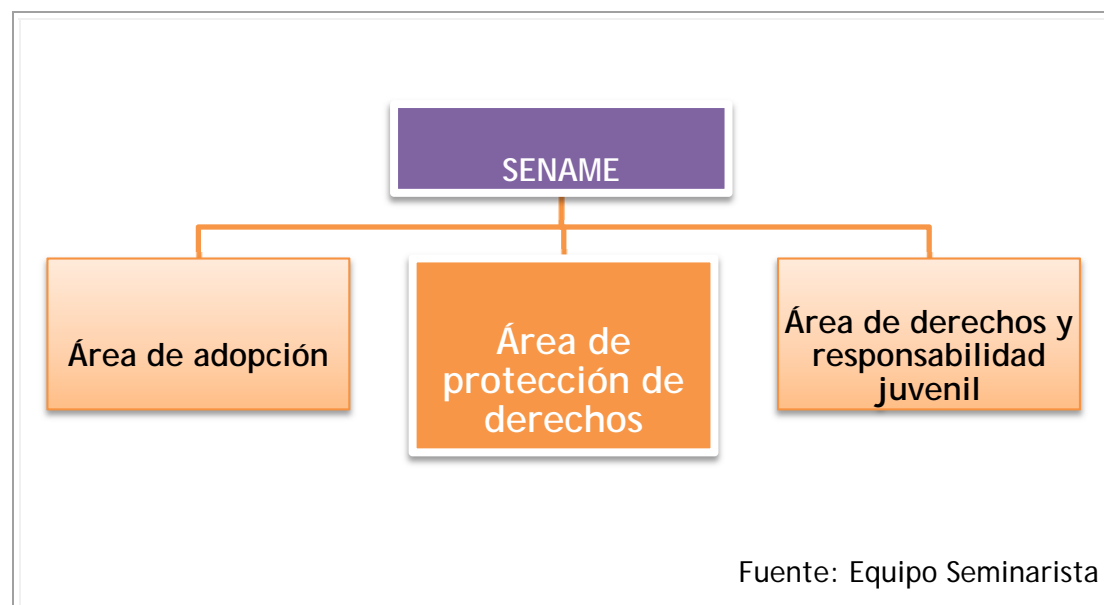 SENAME
Área de adopción
Área de
protección de
derechos
Área de derechos y
responsabilidad
juvenil
Fuente: Equipo Seminarista